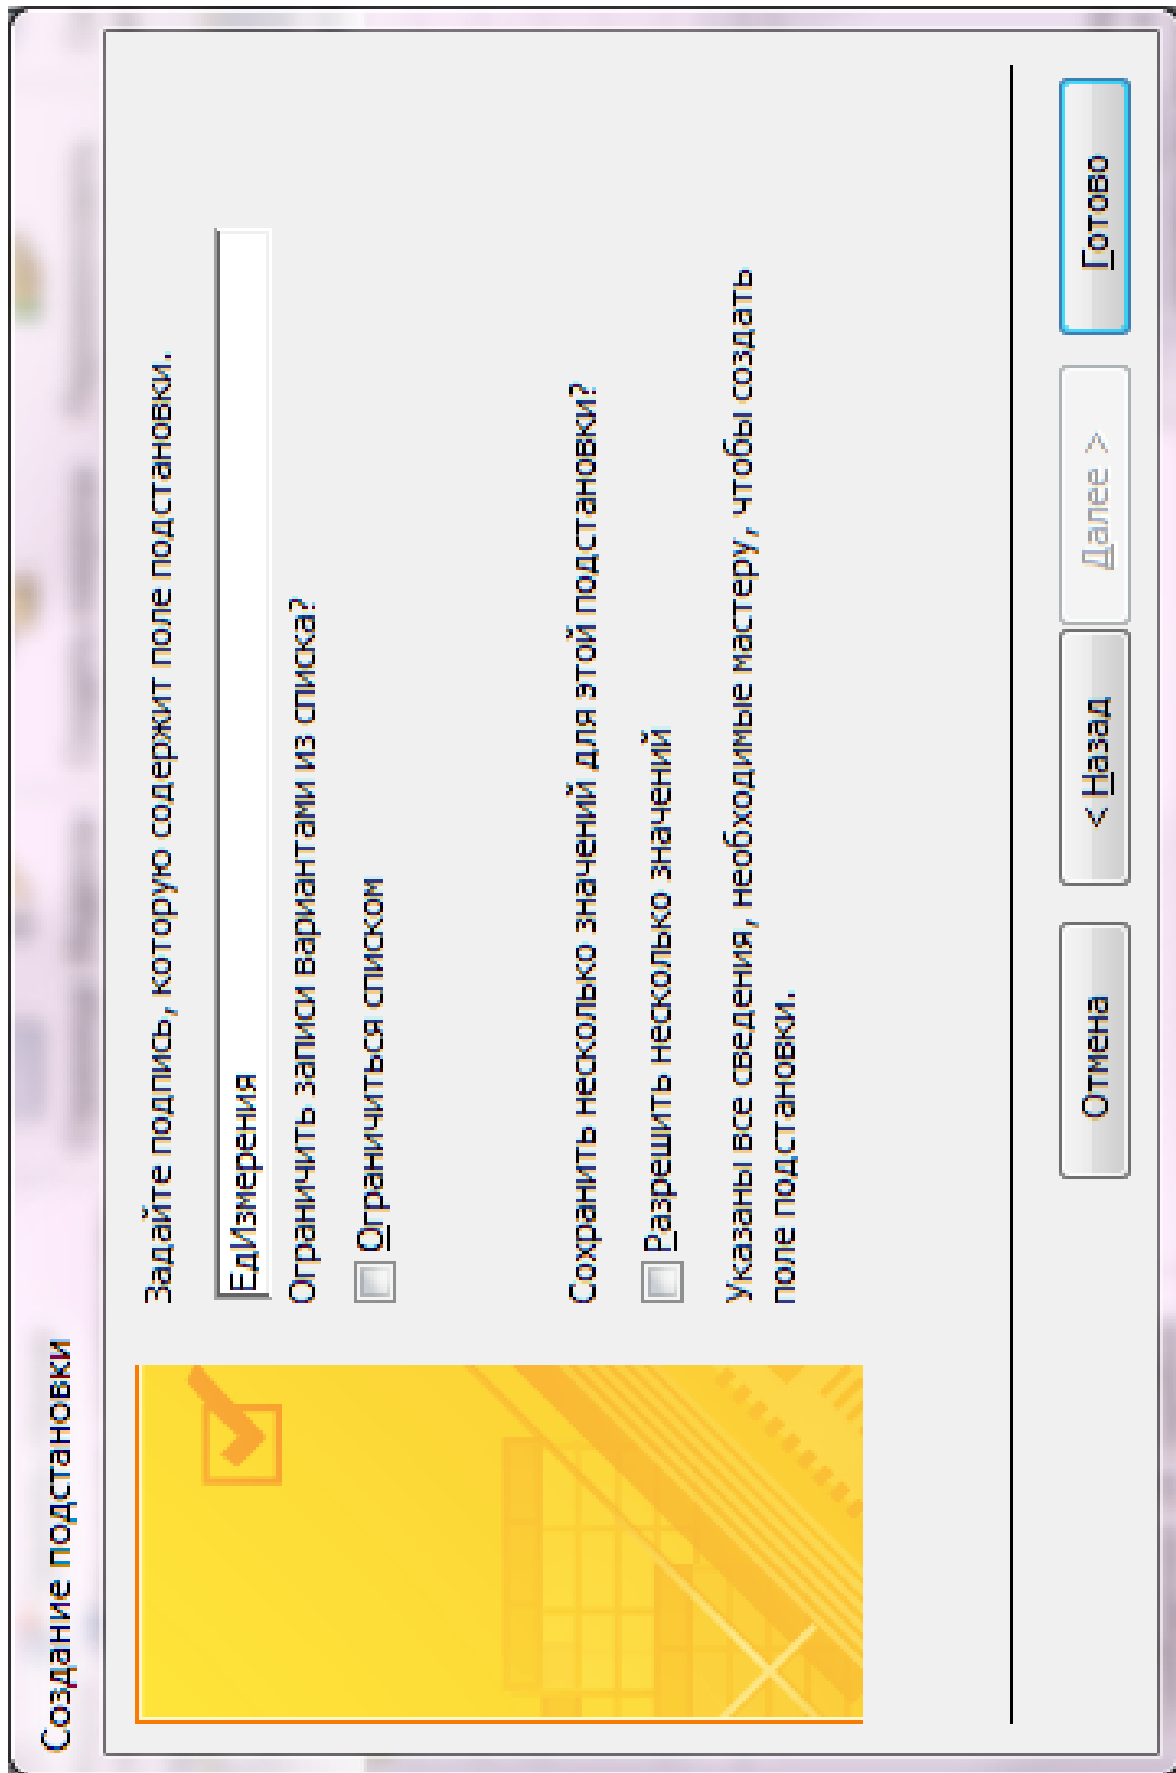 Создание подстановки
Задайте подпись, которую содержит поле подстановки.
ЕдИзмерения
Ограничить записи вариантами из списка?
Ограничиться списком
Сохранить несколько значений для этой подстановки?
Разрешить несколько значений
Указаны все сведения, необходимые мастеру, чтобы создать
поле подстановки.
Отмена
< Назад
Далее >
Готово